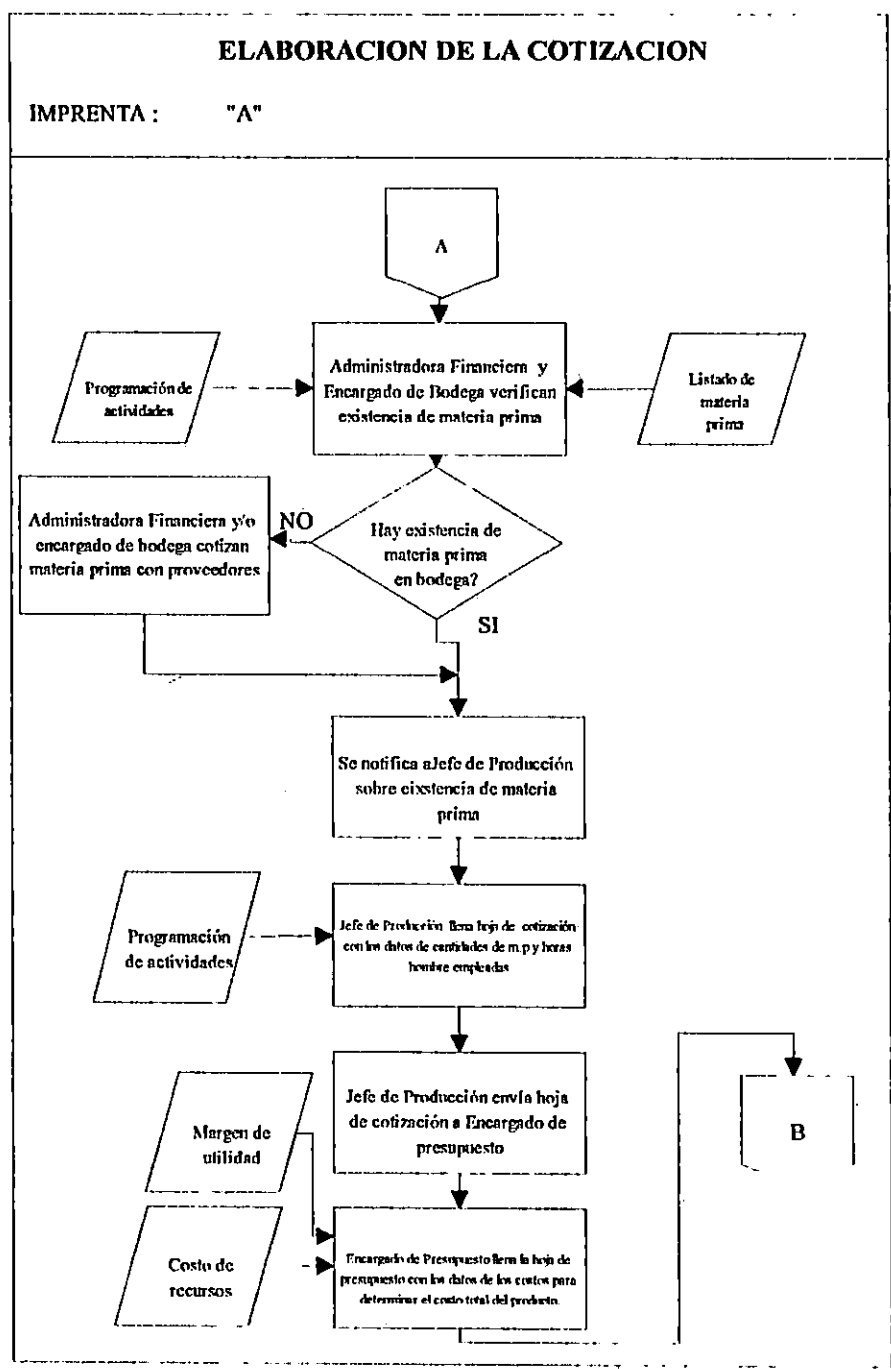 ELABORACION DE LA COTIZACION
IMPRENTA : "A"
A
Programación de
actividades
Administradora Financiera y
Encargado de Bodega verifican
existencia de materia prima
Listado de
materia
prima
Administradora Financiera y/o
encargado de bodega cotizan
materia prima con proveedores
NO
Hay existencia de
materia prima
en bodega?
SI
Se notifica aJefe de Producción
sobre eixstencia de materia
prima
Programación
de actividades
Jefe de Producción llena hoja de cotización
con los datos de cantidades de m.p y horas
hombre empleadas
Jefe de Producción envía hoja
de cotización a Encargado de
presupuesto
Margen de
utilidad
B
Costo de
recursos
Encargado de Presupuesto llena la hoja de
presupuesto con los datos de los costos para
determinar el costo total del producto.